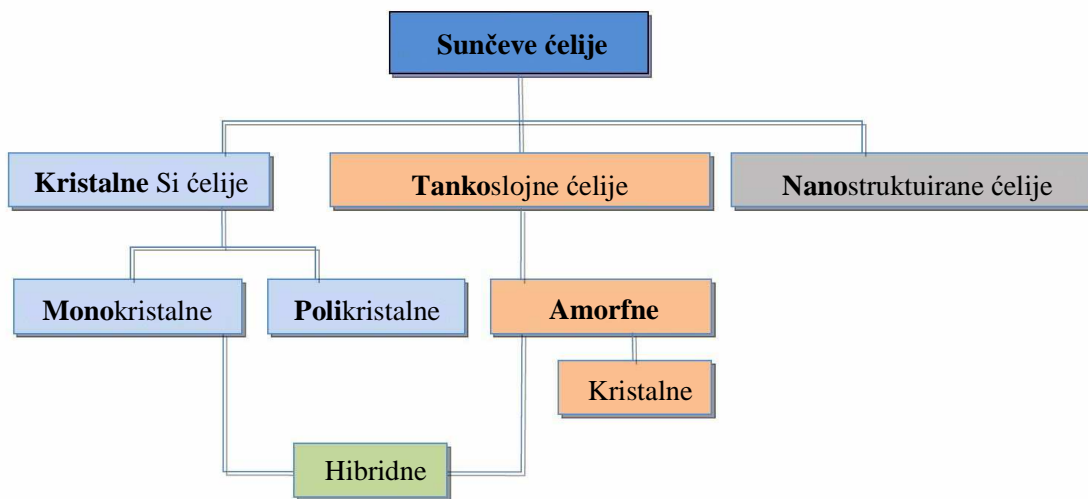 Sunčeve ćelije
Kristalne Si ćelije
Tankoslojne ćelije
Nanostruktuirane ćelije
Monokristalne
Polikristalne
Amorfne
Kristalne
Hibridne